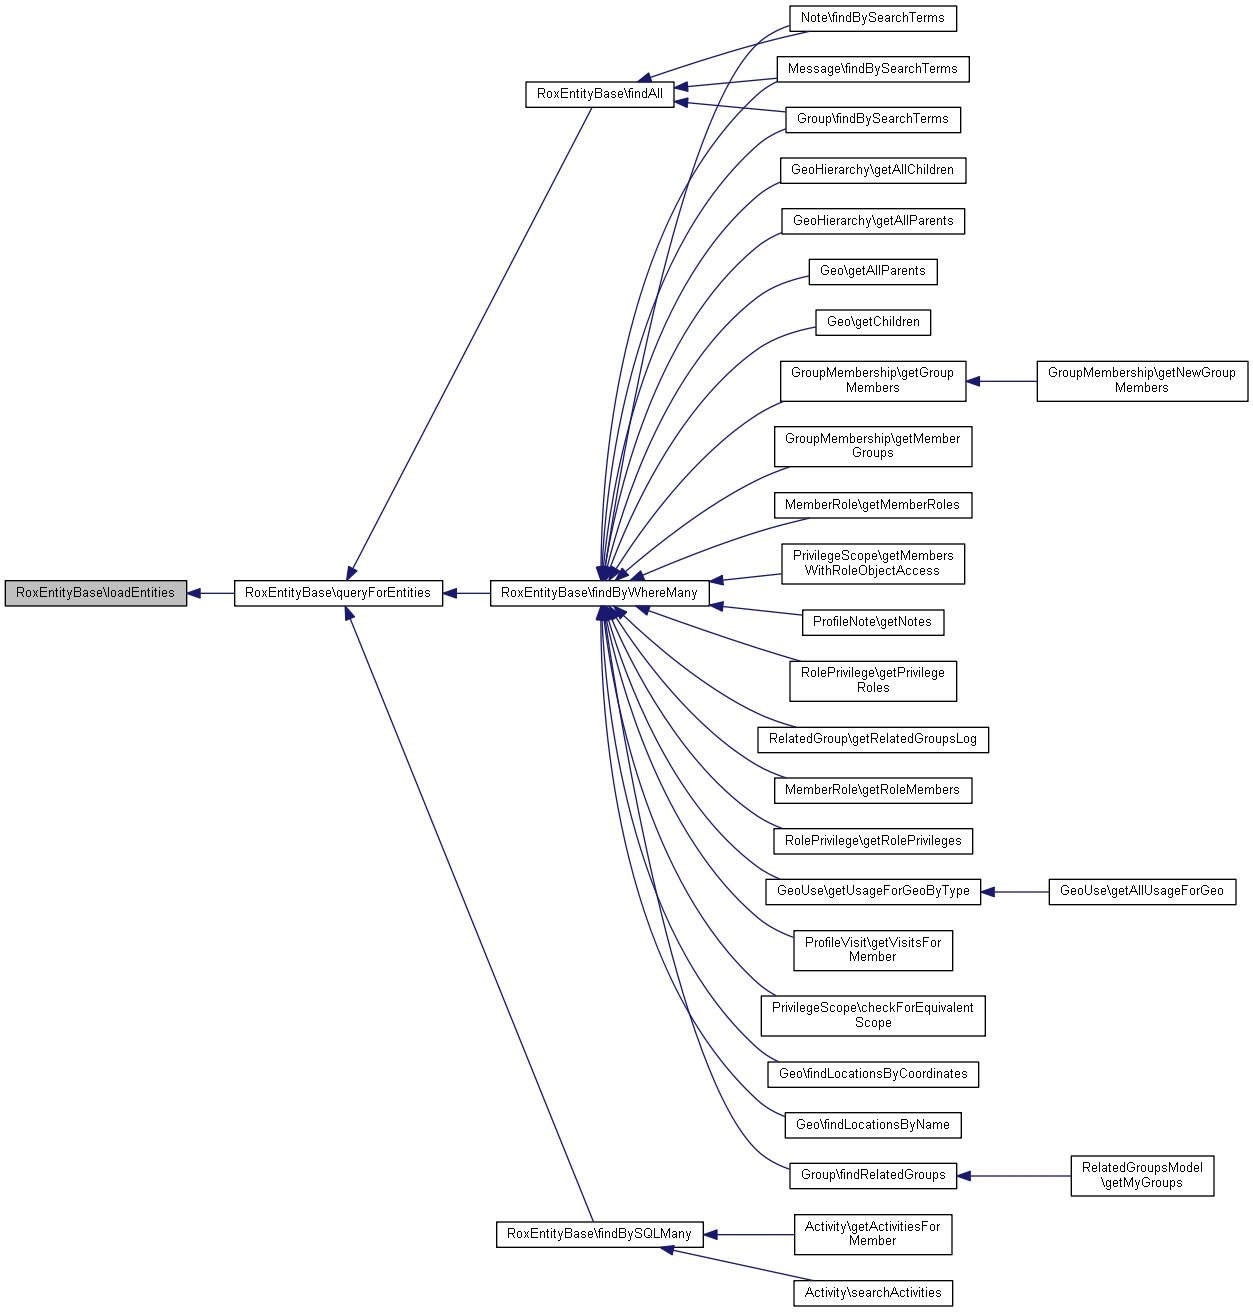 Note\findBySearchTerms
Message\findBySearchTerms
RoxEntityBase\findAll
Group\findBySearchTerms
GeoHierarchy\getAllChildren
GeoHierarchy\getAllParents
Geo\getAllParents
Geo\getChildren
GroupMembership\getGroup
Members
GroupMembership\getNewGroup
Members
GroupMembership\getMember
Groups
MemberRole\getMemberRoles
PrivilegeScope\getMembers
WithRoleObjectAccess
RoxEntityBase\loadEntities
RoxEntityBase\queryForEntities
RoxEntityBase\findByWhereMany
ProfileNote\getNotes
RolePrivilege\getPrivilege
Roles
RelatedGroup\getRelatedGroupsLog
MemberRole\getRoleMembers
RolePrivilege\getRolePrivileges
GeoUse\getUsageForGeoByType
GeoUse\getAllUsageForGeo
ProfileVisit\getVisitsFor
Member
PrivilegeScope\checkForEquivalent
Scope
Geo\findLocationsByCoordinates
Geo\findLocationsByName
Group\findRelatedGroups
RelatedGroupsModel
\getMyGroups
RoxEntityBase\findBySQLMany
Activity\getActivitiesFor
Member
Activity\searchActivities